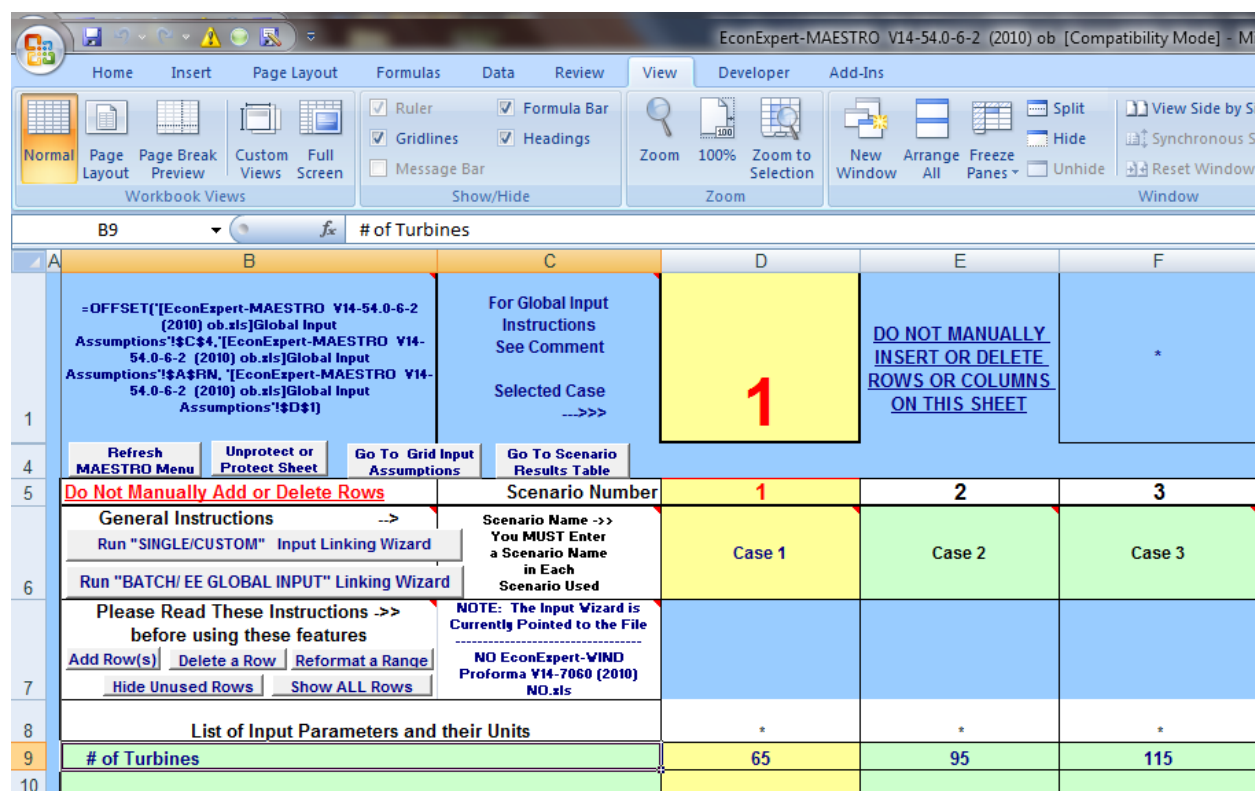 EconExpert-MAESTRO V14-54.0-6-2 (2010) ob [Compatibility Mode] - Mi
Home Insert Page Layout Formulas Data Review View Developer Add-Ins
Normal
Page Layout
Page Break Preview
Custom Views
Full Screen
Workbook Views
Ruler
Formula Bar
Gridlines
Headings
Message Bar
Show/Hide
Zoom
100%
Zoom to Selection
Zoom
New Window
Arrange All
Freeze Panes
Split
Hide
Unhide
View Side by S
Synchronous S
Reset Window
Window
B9 fx # of Turbines
A B C D E F
1
=OFFSET('[EconExpert-MAESTRO V14-54.0-6-2
(2010) ob.xls]Global Input
Assumptions'!$C$4,'[EconExpert-MAESTRO V14-
54.0-6-2 (2010) ob.xls]Global Input
Assumptions'!$A$RN, '[EconExpert-MAESTRO V14-
54.0-6-2 (2010) ob.xls]Global Input
Assumptions'!$D$1)
For Global Input
Instructions
See Comment
Selected Case
--->>>
1
DO NOT MANUALLY
INSERT OR DELETE
ROWS OR COLUMNS
ON THIS SHEET
*
4
Refresh
MAESTRO Menu
Unprotect or
Protect Sheet
Go To Grid Input
Assumptions
Go To Scenario
Results Table
5 Do Not Manually Add or Delete Rows Scenario Number 1 2 3
6
General Instructions -->
Run "SINGLE/CUSTOM" Input Linking Wizard
Run "BATCH/ EE GLOBAL INPUT" Linking Wizard
Scenario Name ->>
You MUST Enter
a Scenario Name
in Each
Scenario Used
Case 1 Case 2 Case 3
7
Please Read These Instructions ->>
before using these features
Add Row(s) Delete a Row Reformat a Range
Hide Unused Rows Show ALL Rows
NOTE: The Input Wizard is
Currently Pointed to the File
----------------------------------
NO EconExpert-WIND
Proforma V14-7060 (2010)
NO.xls
8 List of Input Parameters and their Units * * *
9 # of Turbines 65 95 115
10